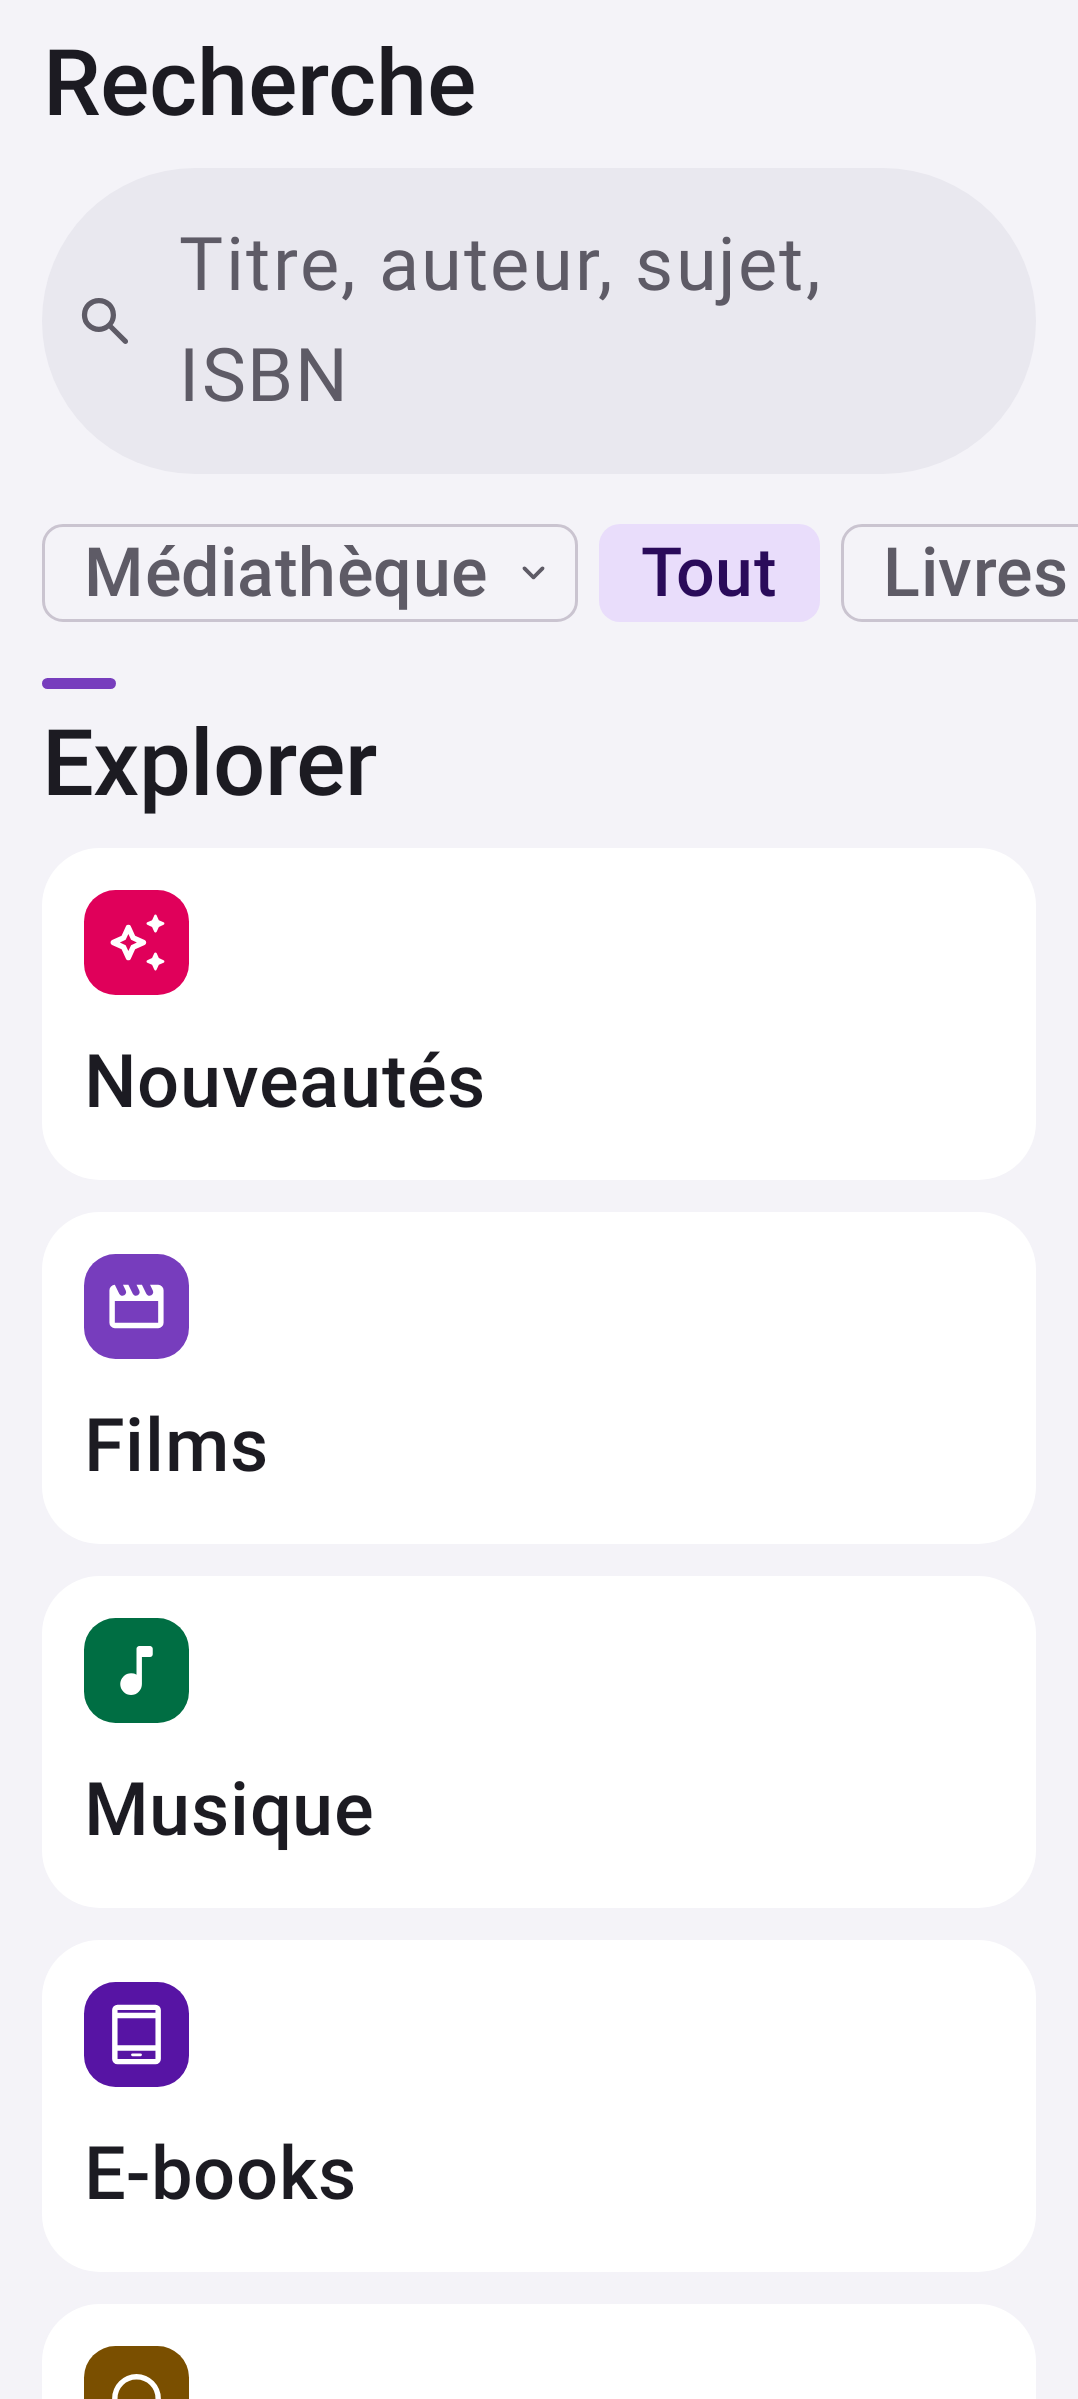 Recherche
Titre, auteur, sujet,
ISBN
Médiathèque Tout Livres
Explorer
Nouveautés
Films
Musique
E-books